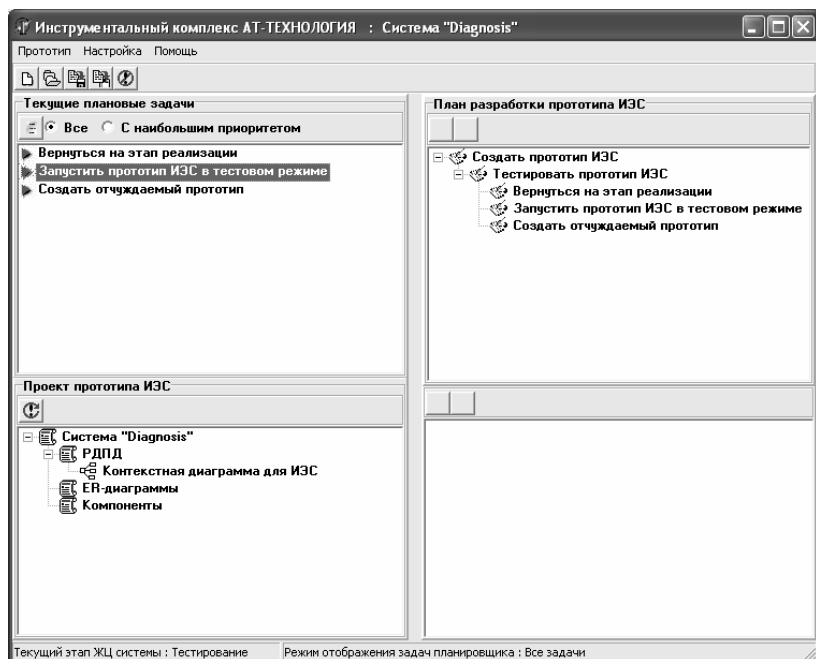 Инструментальный комплекс АТ-ТЕХНОЛОГИЯ : Система "Diagnosis"
Прототип Настройка Помощь
Текущие плановые задачи
Все С наибольшим приоритетом
Вернуться на этап реализации
Запустить прототип ИЭС в тестовом режиме
Создать отчуждаемый прототип
План разработки прототипа ИЭС
Создать прототип ИЭС
Тестировать прототип ИЭС
Вернуться на этап реализации
Запустить прототип ИЭС в тестовом режиме
Создать отчуждаемый прототип
Проект прототипа ИЭС
Система "Diagnosis"
РДПД
Контекстная диаграмма для ИЭС
ER-диаграммы
Компоненты
Текущий этап ЖЦ системы : Тестирование
Режим отображения задач планировщика : Все задачи